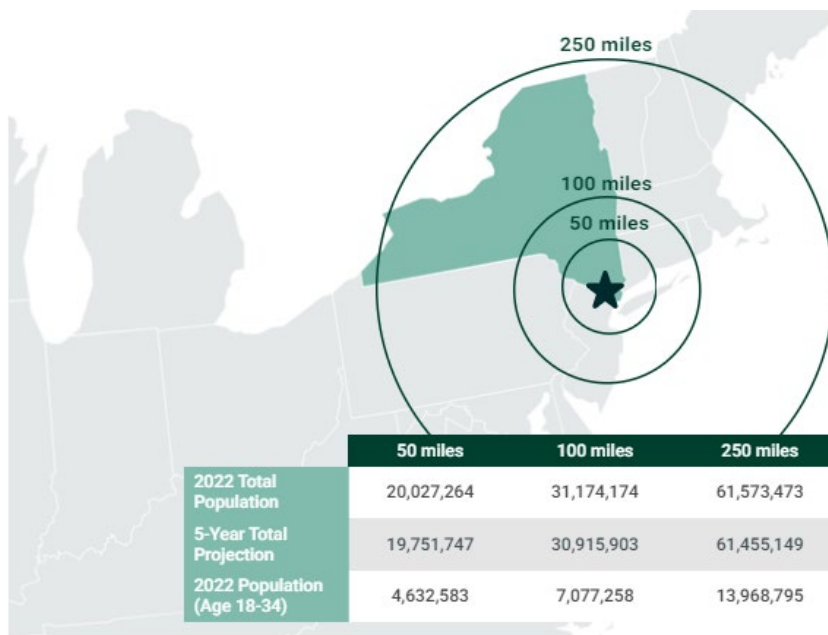 250 miles
100 miles
50 miles
50 miles 100 miles 250 miles
2022 Total
Population
20,027,264 31,174,174 61,573,473
5-Year Total
Projection
19,751,747 30,915,903 61,455,149
2022 Population
(Age 18-34)
4,632,583 7,077,258 13,968,795